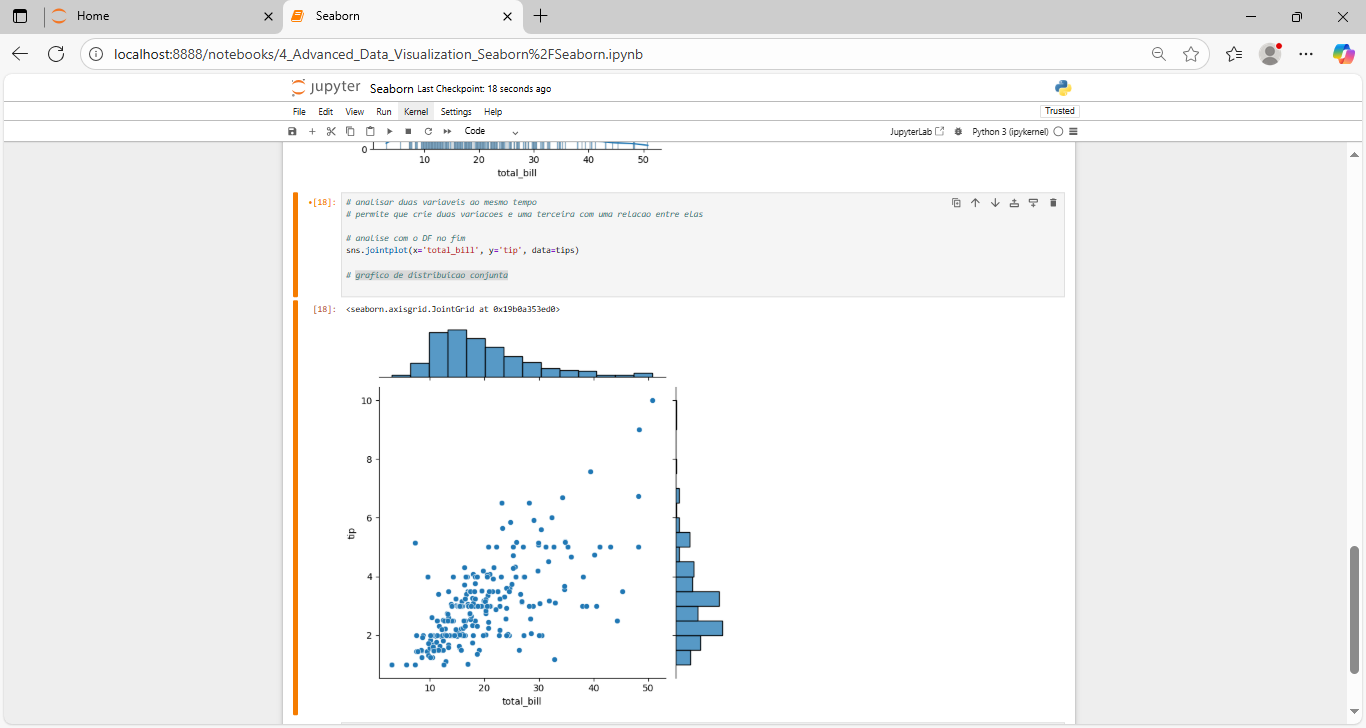 Home
Seaborn
localhost:8888/notebooks/4_Advanced_Data_Visualization_Seaborn%2FSeaborn.ipynb
jupyter Seaborn Last Checkpoint: 18 seconds ago
File Edit View Run Kernel Settings Help
Trusted
Code
JupyterLab
Python 3 (ipykernel)
0
10 20 30 40 50
total_bill
[18]:
# analisar duas variaveis ao mesmo tempo
# permite que crie duas variacoes e uma terceira com uma relacao entre elas
# analise com o DF no fim
sns.jointplot(x='total_bill', y='tip', data=tips)
# grafico de distribuicao conjunta
[18]: <seaborn.axisgrid.JointGrid at 0x19b0a353ed0>
10
8
6
tip
4
2
10 20 30 40 50
total_bill